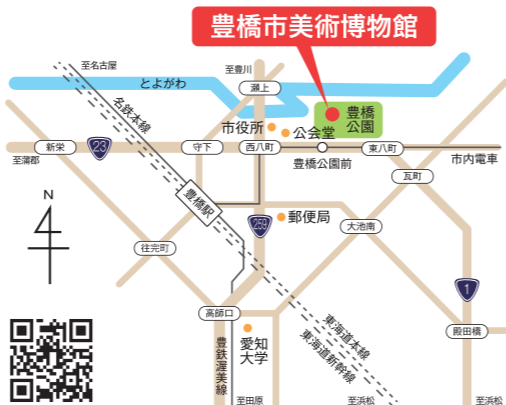 豊橋市美術博物館
至名古屋
至豊川
とよがわ
瀬上
名鉄本線
市役所
公会堂
豊橋
公園
新栄
23
守下
西八町
豊橋公園前
東八町
市内電車
至蒲郡
瓦町
N
豊橋駅
259
郵便局
大池南
往完町
1
高師口
愛知
大学
東海道本線
東海道新幹線
殿田橋
豊鉄渥美線
至田原
至浜松
至浜松